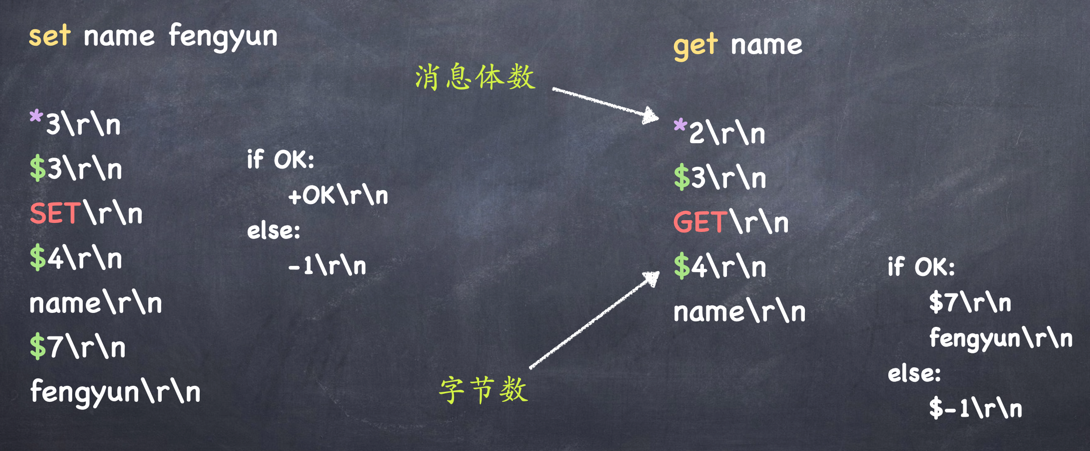 set name fengyun
*3\r\n
$3\r\n
SET\r\n
$4\r\n
name\r\n
$7\r\n
fengyun\r\n
if OK:
+OK\r\n
else:
-1\r\n
消息体数
字节数
get name
*2\r\n
$3\r\n
GET\r\n
$4\r\n
name\r\n
if OK:
$7\r\n
fengyun\r\n
else:
$-1\r\n